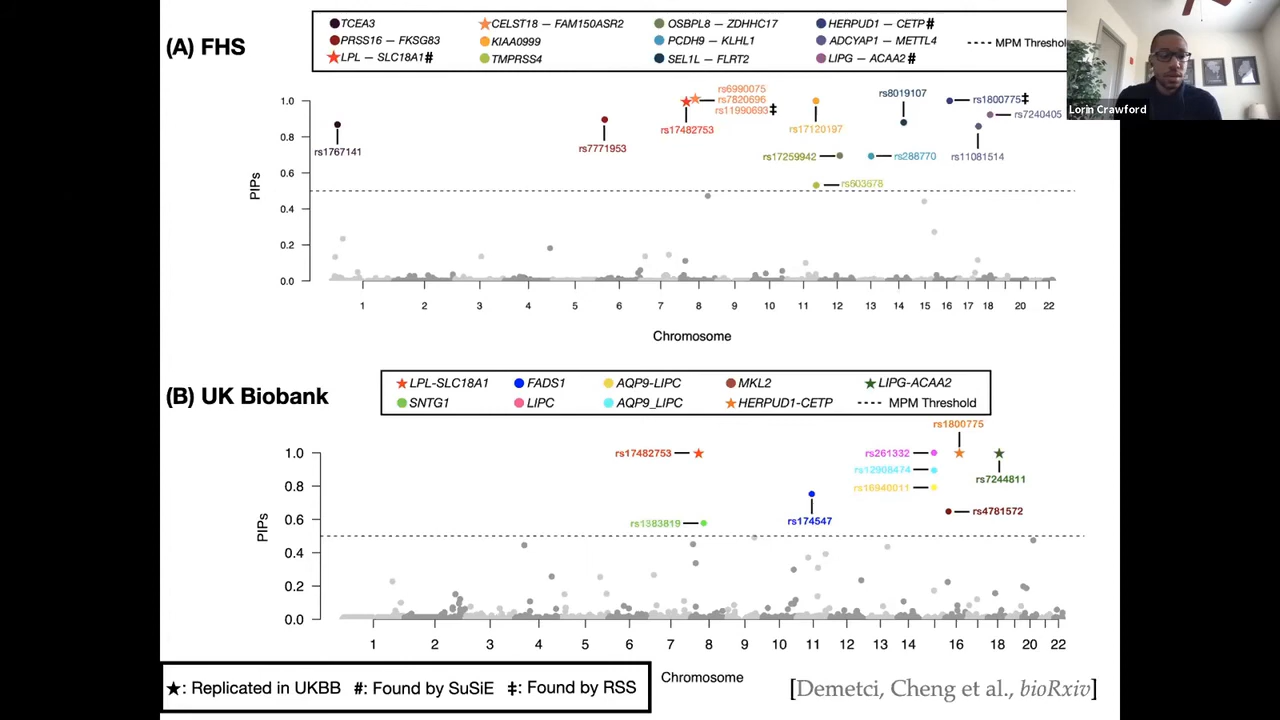 (A) FHS
TCEA3
PRSS16 – FKSG83
LPL – SLC18A1#
CELST18 – FAM150ASR2
KIAA0999
TMPRSS4
OSBPL8 – ZDHHC17
PCDH9 – KLHL1
SEL1L – FLRT2
HERPUD1 – CETP#
ADCYAP1 – METTL4
LIPG – ACAA2#
MPM Threshol
Lorin Crawford
PIPs
1.0
0.8
0.6
0.4
0.2
0.0
rs1767141
rs7771953
rs17482753
rs6990075
rs7820696
rs11990693‡
rs17120197
rs17259942
rs603678
rs288770
rs8019107
rs1800775‡
rs7240405
rs11081514
1 2 3 4 5 6 7 8 9 10 11 12 13 14 15 16 17 18 20 22
Chromosome
(B) UK Biobank
LPL-SLC18A1
FADS1
AQP9-LIPC
MKL2
LIPG-ACAA2
SNTG1
LIPC
AQP9_LIPC
HERPUD1-CETP
MPM Threshold
PIPs
1.0
0.8
0.6
0.4
0.2
0.0
rs17482753
rs1383819
rs174547
rs261332
rs12908474
rs16940011
rs1800775
rs7244811
rs4781572
1 2 3 4 5 6 7 8 9 10 11 12 13 14 16 18 20 22
Chromosome
★: Replicated in UKBB #: Found by SuSiE ‡: Found by RSS
[Demetci, Cheng et al., bioRxiv]